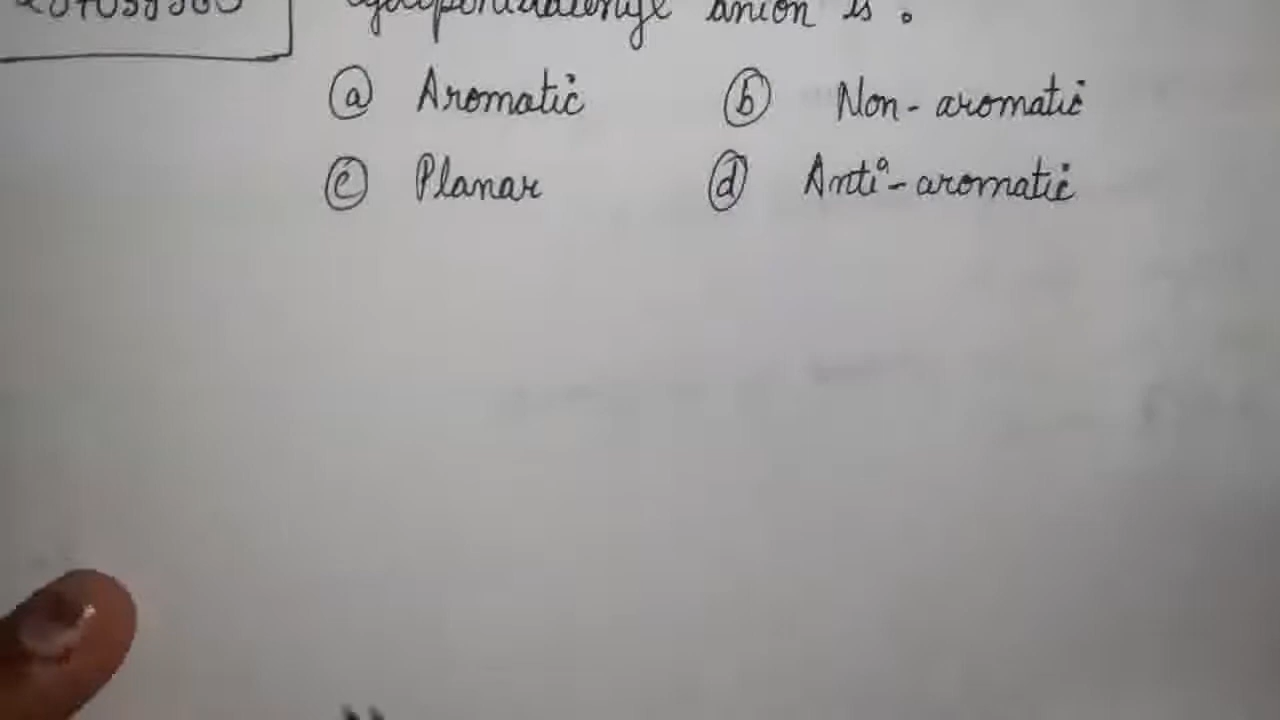 anion is.
(a) Aromatic (b) Non-aromatic
(c) Planar (d) Anti-aromatic